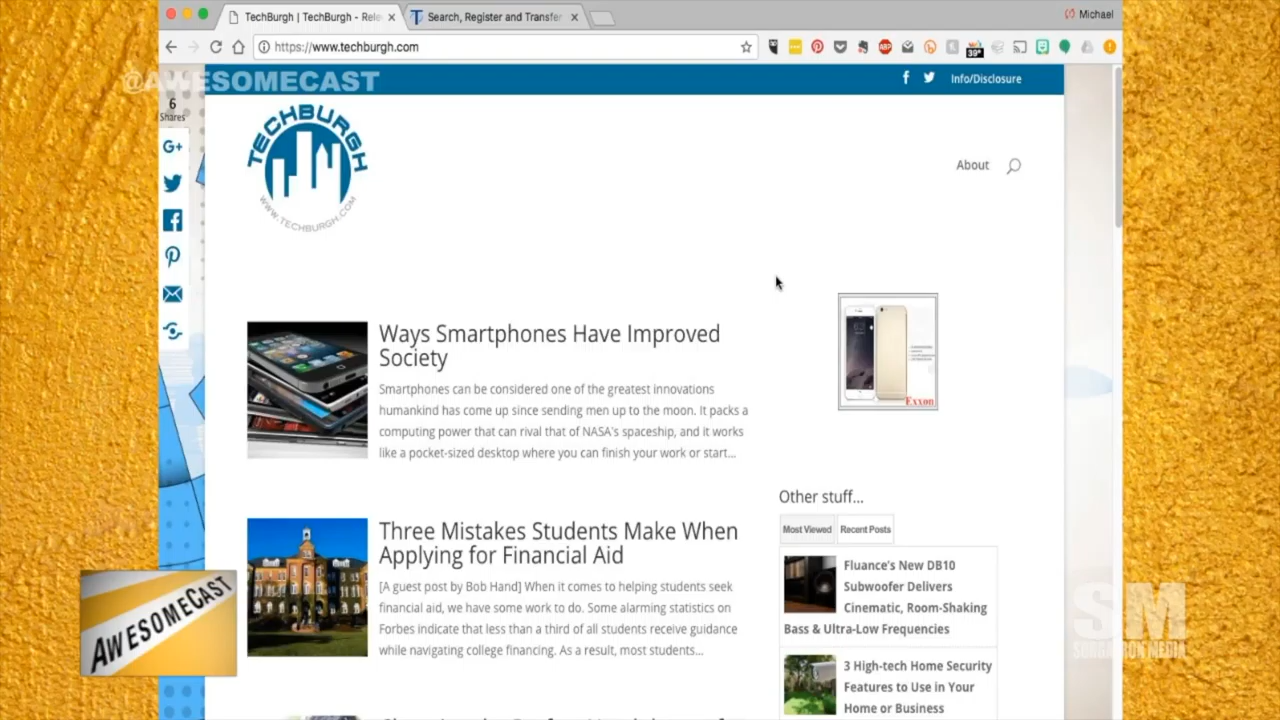 TechBurgh | TechBurgh - Rele
Search, Register and Transfer
Michael
https://www.techburgh.com
39°
@AWESOMECAST
Info/Disclosure
6
Shares
G+
TECHBURGH
WWW.TECHBURGH.COM
About
Ways Smartphones Have Improved
Society
Smartphones can be considered one of the greatest innovations
humankind has come up since sending men up to the moon. It packs a
computing power that can rival that of NASA's spaceship, and it works
like a pocket-sized desktop where you can finish your work or start...
Exxon
Other stuff...
Most Viewed
Recent Posts
Three Mistakes Students Make When
Applying for Financial Aid
[A guest post by Bob Hand] When it comes to helping students seek
financial aid, we have some work to do. Some alarming statistics on
Forbes indicate that less than a third of all students receive guidance
while navigating college financing. As a result, most students...
Fluance's New DB10
Subwoofer Delivers
Cinematic, Room-Shaking
Bass & Ultra-Low Frequencies
3 High-tech Home Security
Features to Use in Your
Home or Business
AWESOMECAST
SM
SORGATRON MEDIA